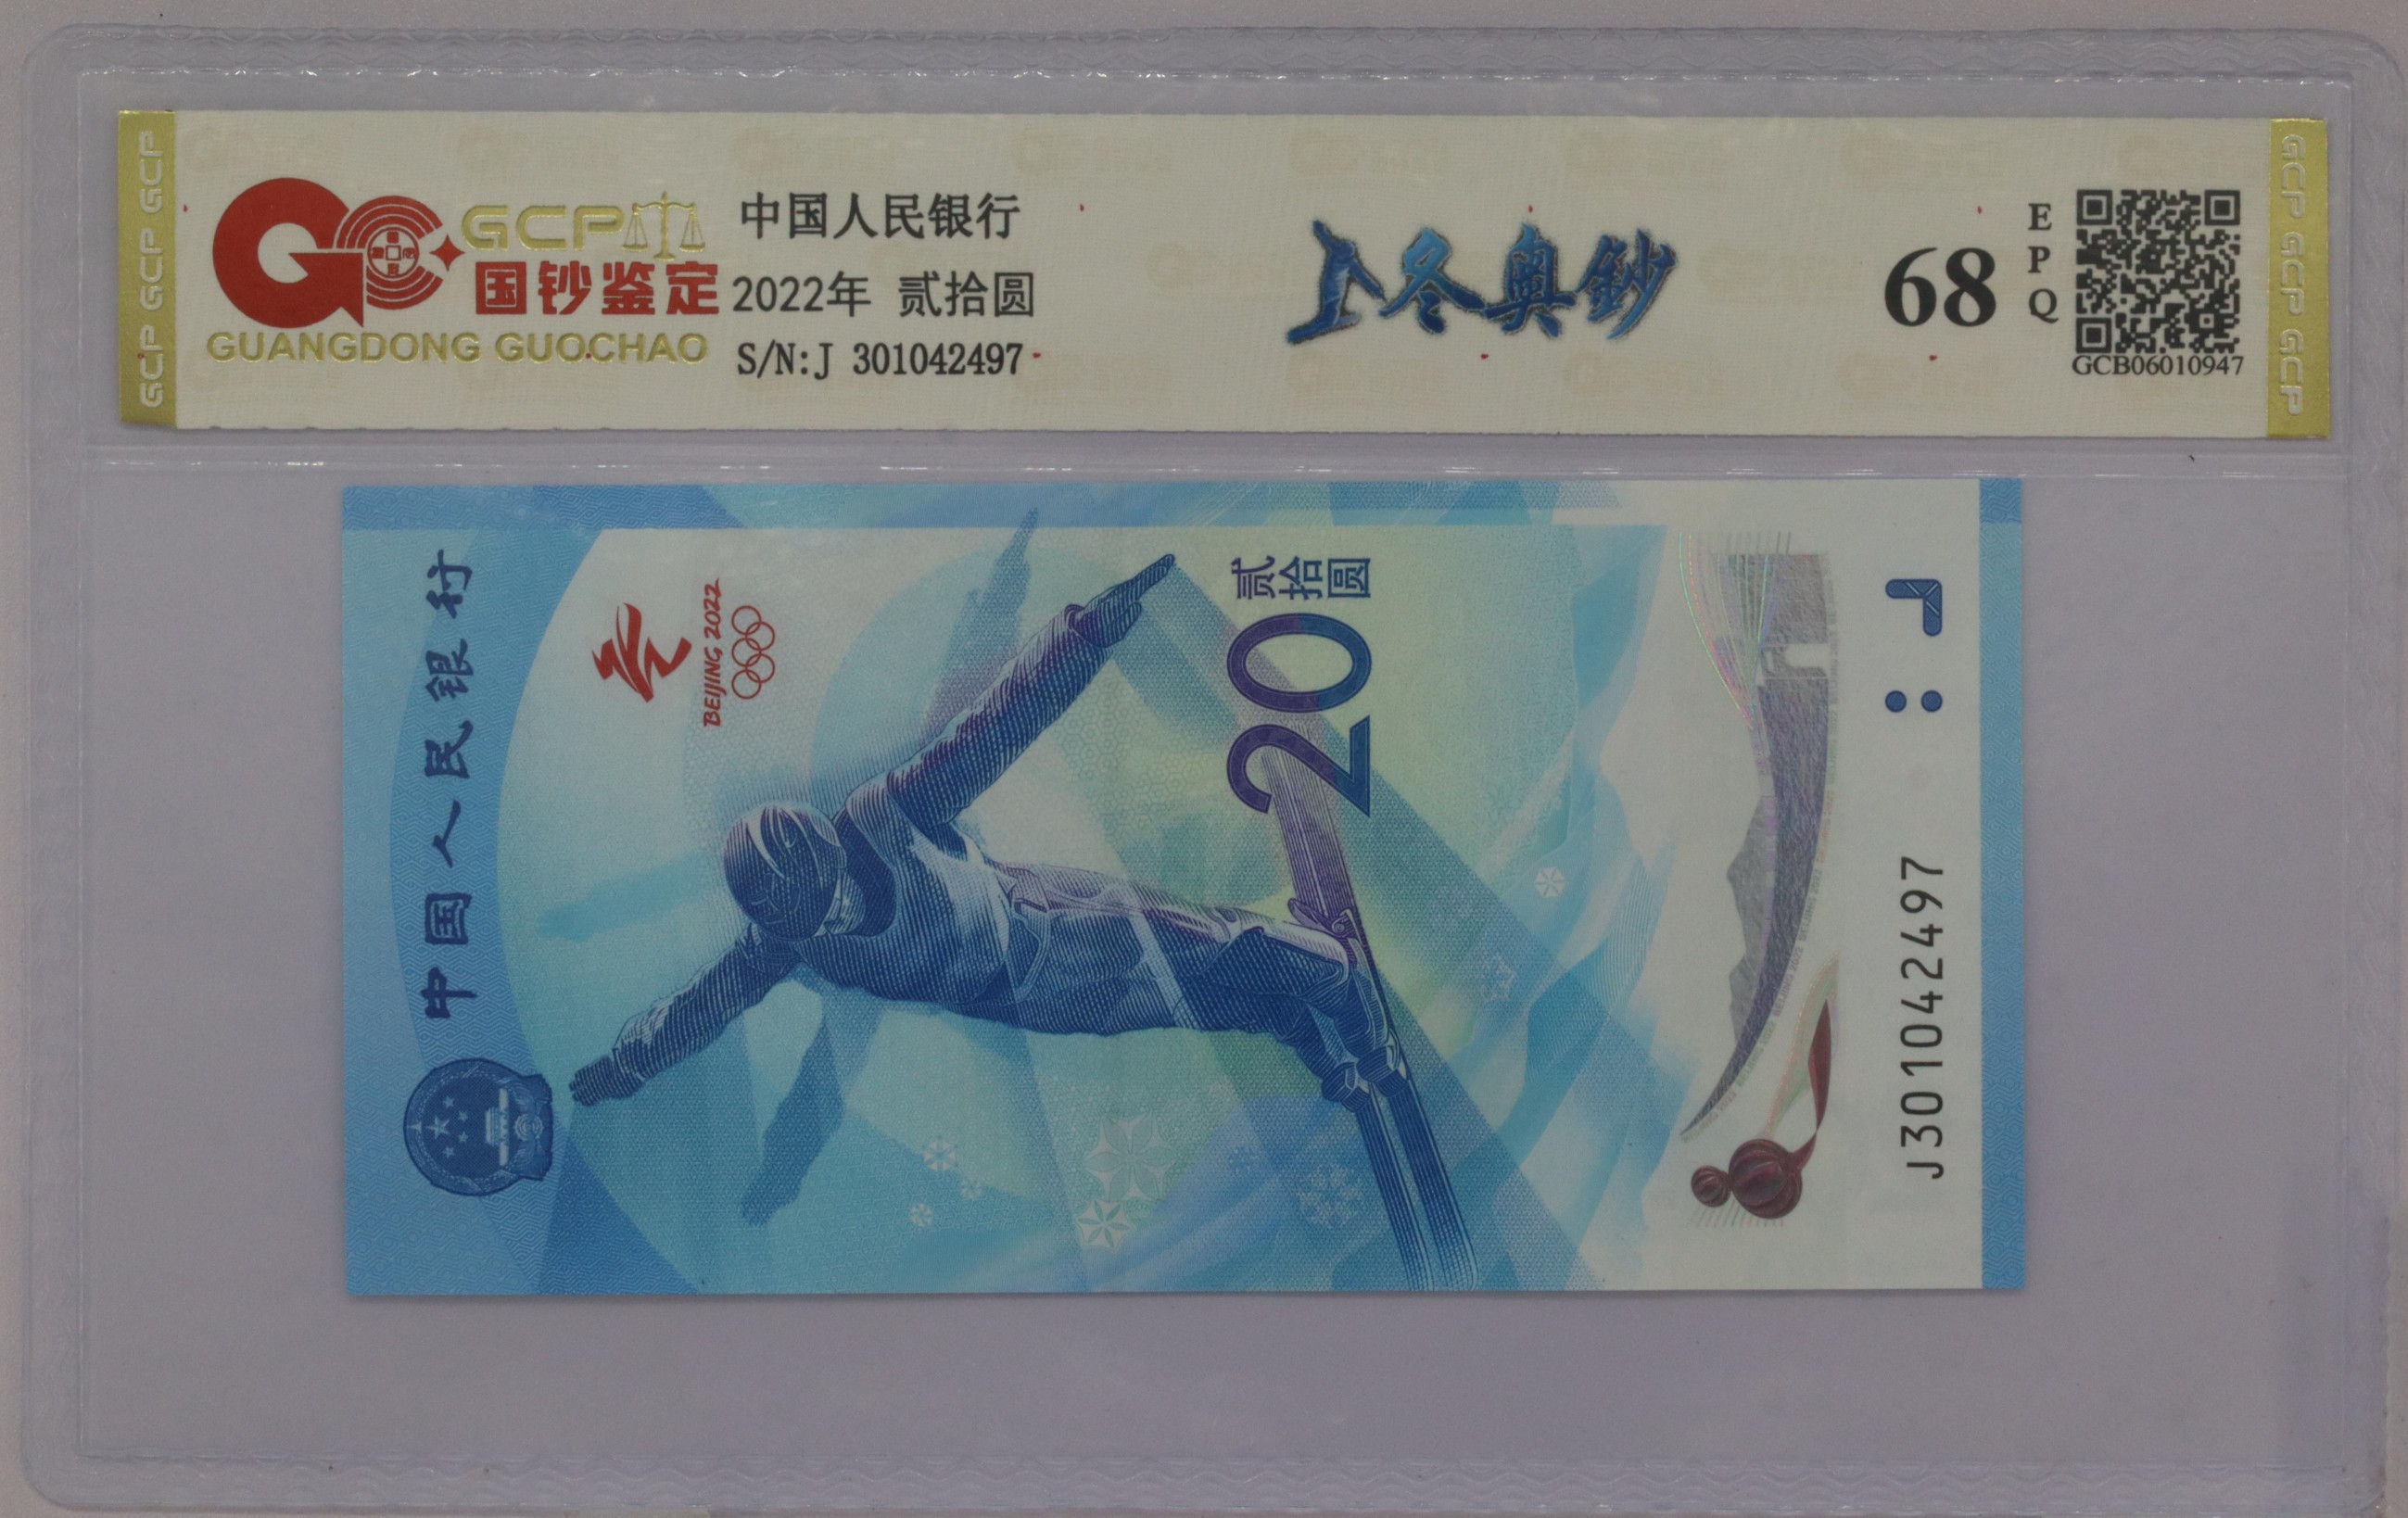 GCP GCP GCP
GCP
国钞鉴定
GUANGDONG GUOCHAO
中国人民银行
2022年 贰拾圆
S/N:J 301042497
上冬奥鈔
68
EPQ
GCB06010947
GCP GCP GCP
中国人民银行
BEIJING 2022
贰拾圆
20
J301042497